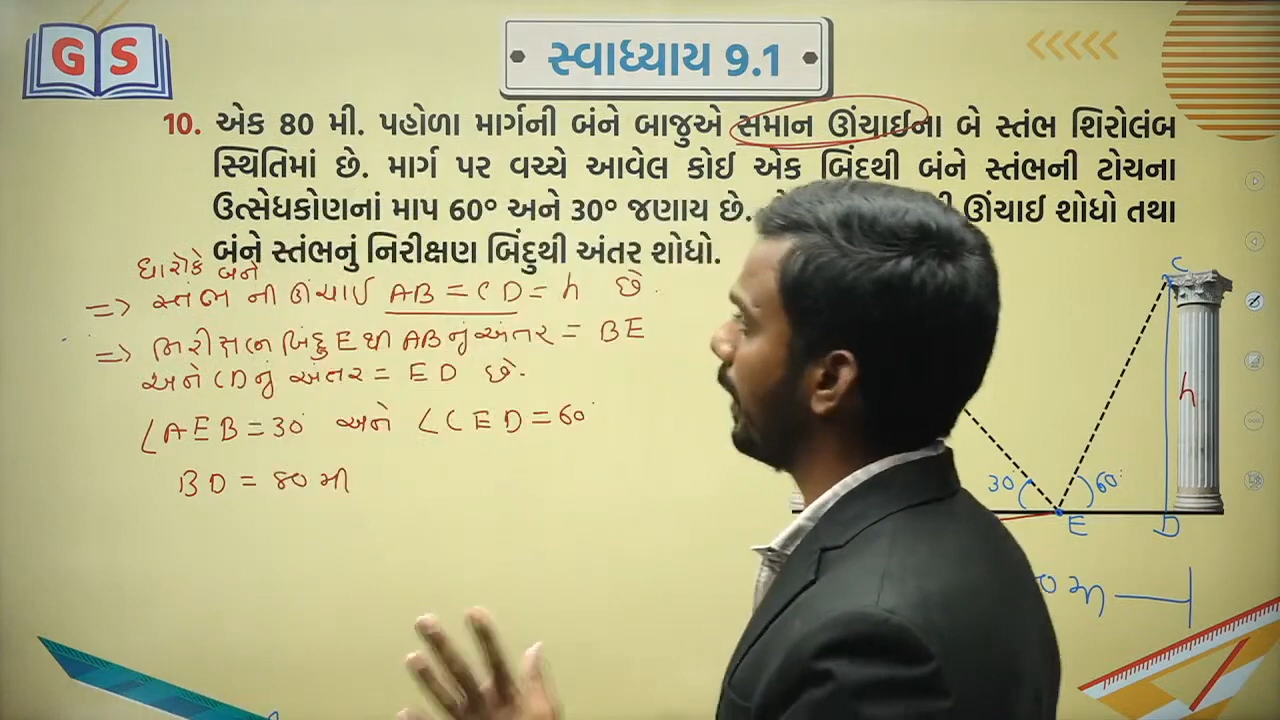 GS
સ્વાધ્યાય 9.1
10. એક 80 મી. પહોળા માર્ગની બંને બાજુએ સમાન ઊંચાઈના બે સ્તંભ શિરોલંબ
સ્થિતિમાં છે. માર્ગ પર વચ્ચે આવેલ કોઈ એક બિંદુથી બંને સ્તંભની ટોચના
ઉત્સેધકોણનાં માપ 60° અને 30° જણાય છે. ઊંચાઈ શોધો તથા
બંને સ્તંભનું નિરીક્ષણ બિંદુથી અંતર શોધો.
ધારોકે બંને
=> સ્તંભ ની ઊંચાઈ AB = CD = h છે.
=> નિરીક્ષણ બિંદુ E થી AB નું અંતર = BE
અને CD નું અંતર = ED છે.
∠AEB = 30° અને ∠CED = 60°
BD = 80 મી
C
h
30° 60°
E D
0 મી